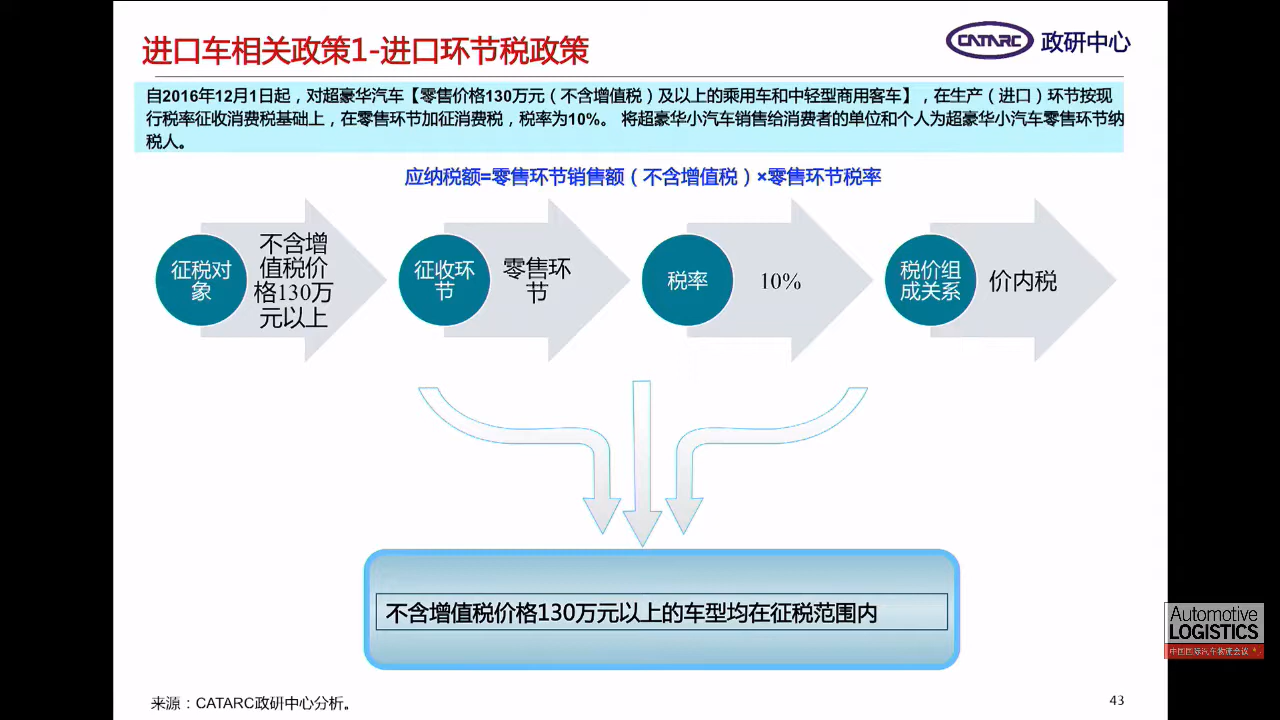 进口车相关政策1-进口环节税政策
CATARC 政研中心
自2016年12月1日起，对超豪华汽车【零售价格130万元（不含增值税）及以上的乘用车和中轻型商用客车】，在生产（进口）环节按现
行税率征收消费税基础上，在零售环节加征消费税，税率为10%。 将超豪华小汽车销售给消费者的单位和个人为超豪华小汽车零售环节纳
税人。
应纳税额=零售环节销售额（不含增值税）×零售环节税率
征税对
象
不含增
值税价
格130万
元以上
征收环
节
零售环
节
税率
10%
税价组
成关系
价内税
不含增值税价格130万元以上的车型均在征税范围内
Automotive
LOGISTICS
中国国际汽车物流会议
来源：CATARC政研中心分析。
43